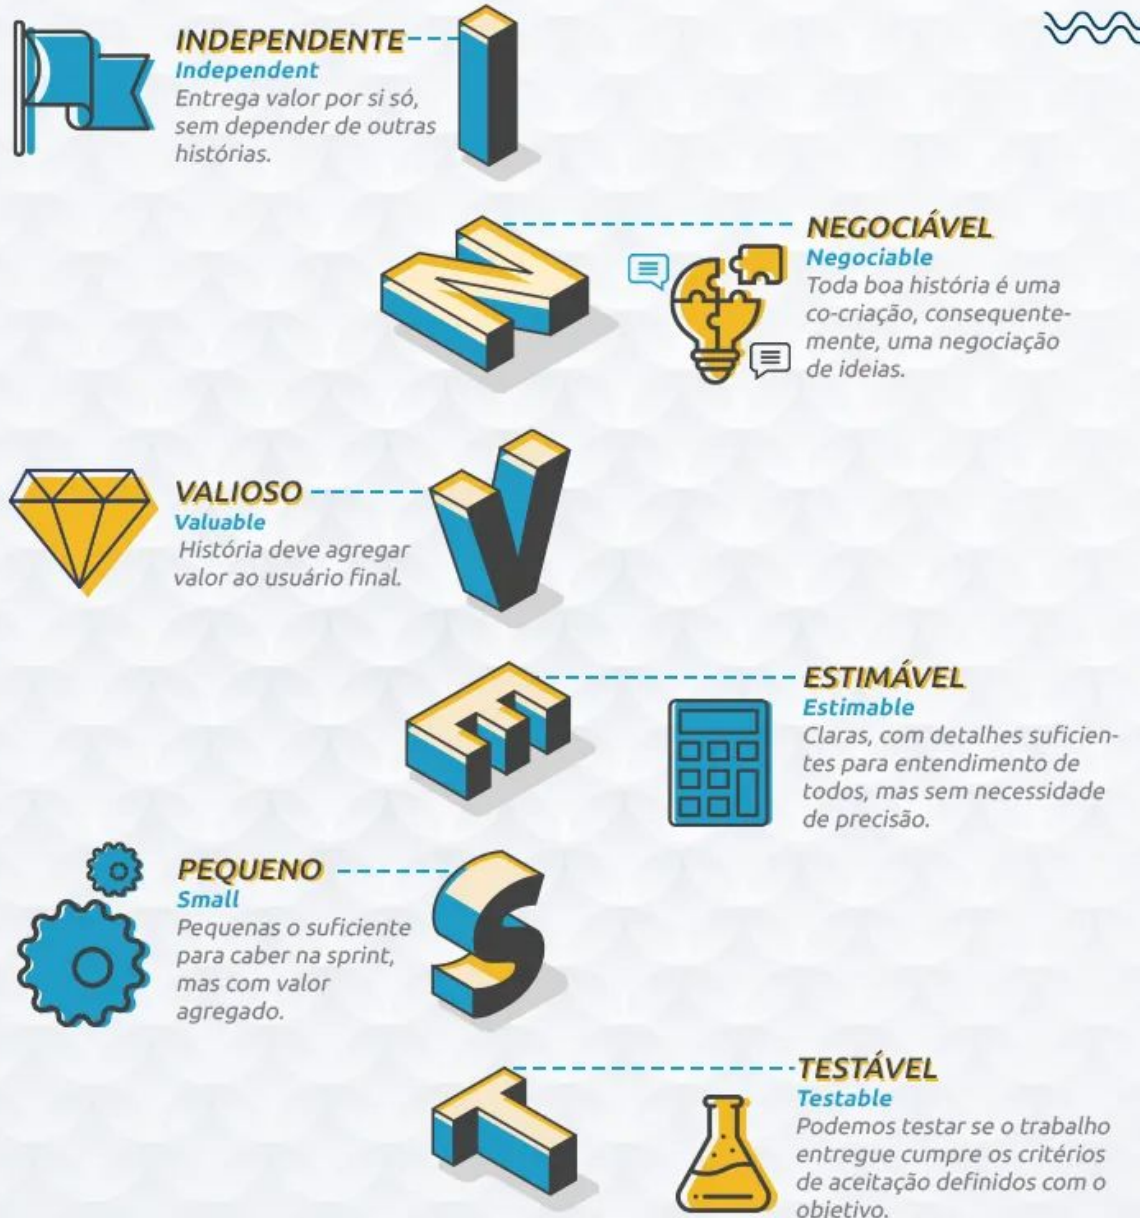 INDEPENDENTE
Independent
Entrega valor por si só,
sem depender de outras
histórias.
I
N
NEGOCIÁVEL
Negociable
Toda boa história é uma
co-criação, consequente-
mente, uma negociação
de ideias.
VALIOSO
Valuable
História deve agregar
valor ao usuário final.
V
E
ESTIMÁVEL
Estimable
Claras, com detalhes suficien-
tes para entendimento de
todos, mas sem necessidade
de precisão.
PEQUENO
Small
Pequenas o suficiente
para caber na sprint,
mas com valor
agregado.
S
T
TESTÁVEL
Testable
Podemos testar se o trabalho
entregue cumpre os critérios
de aceitação definidos com o
objetivo.